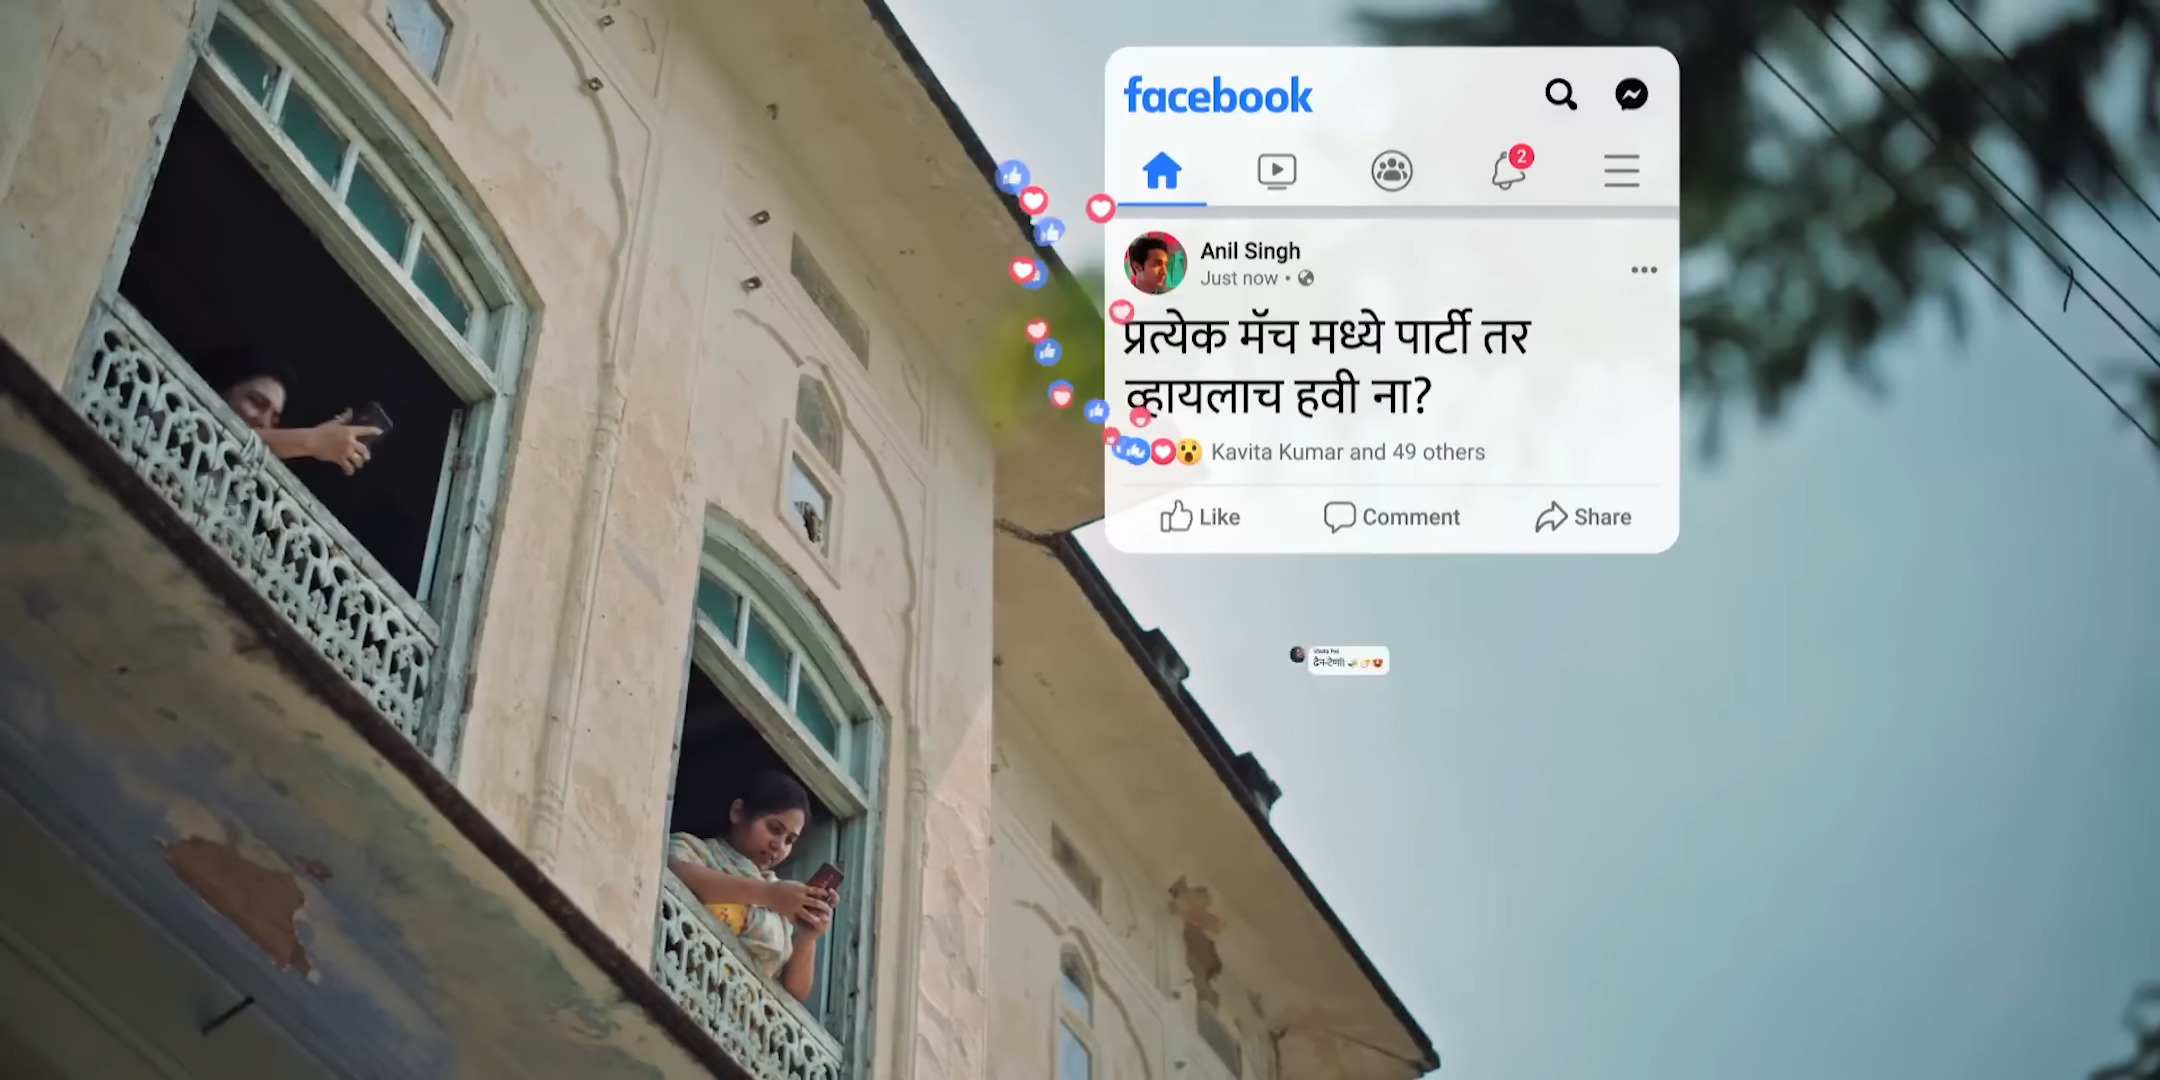 facebook
2
Anil Singh
Just now •
प्रत्येक मॅच मध्ये पार्टी तर
व्हायलाच हवी ना?
Kavita Kumar and 49 others
Like Comment Share